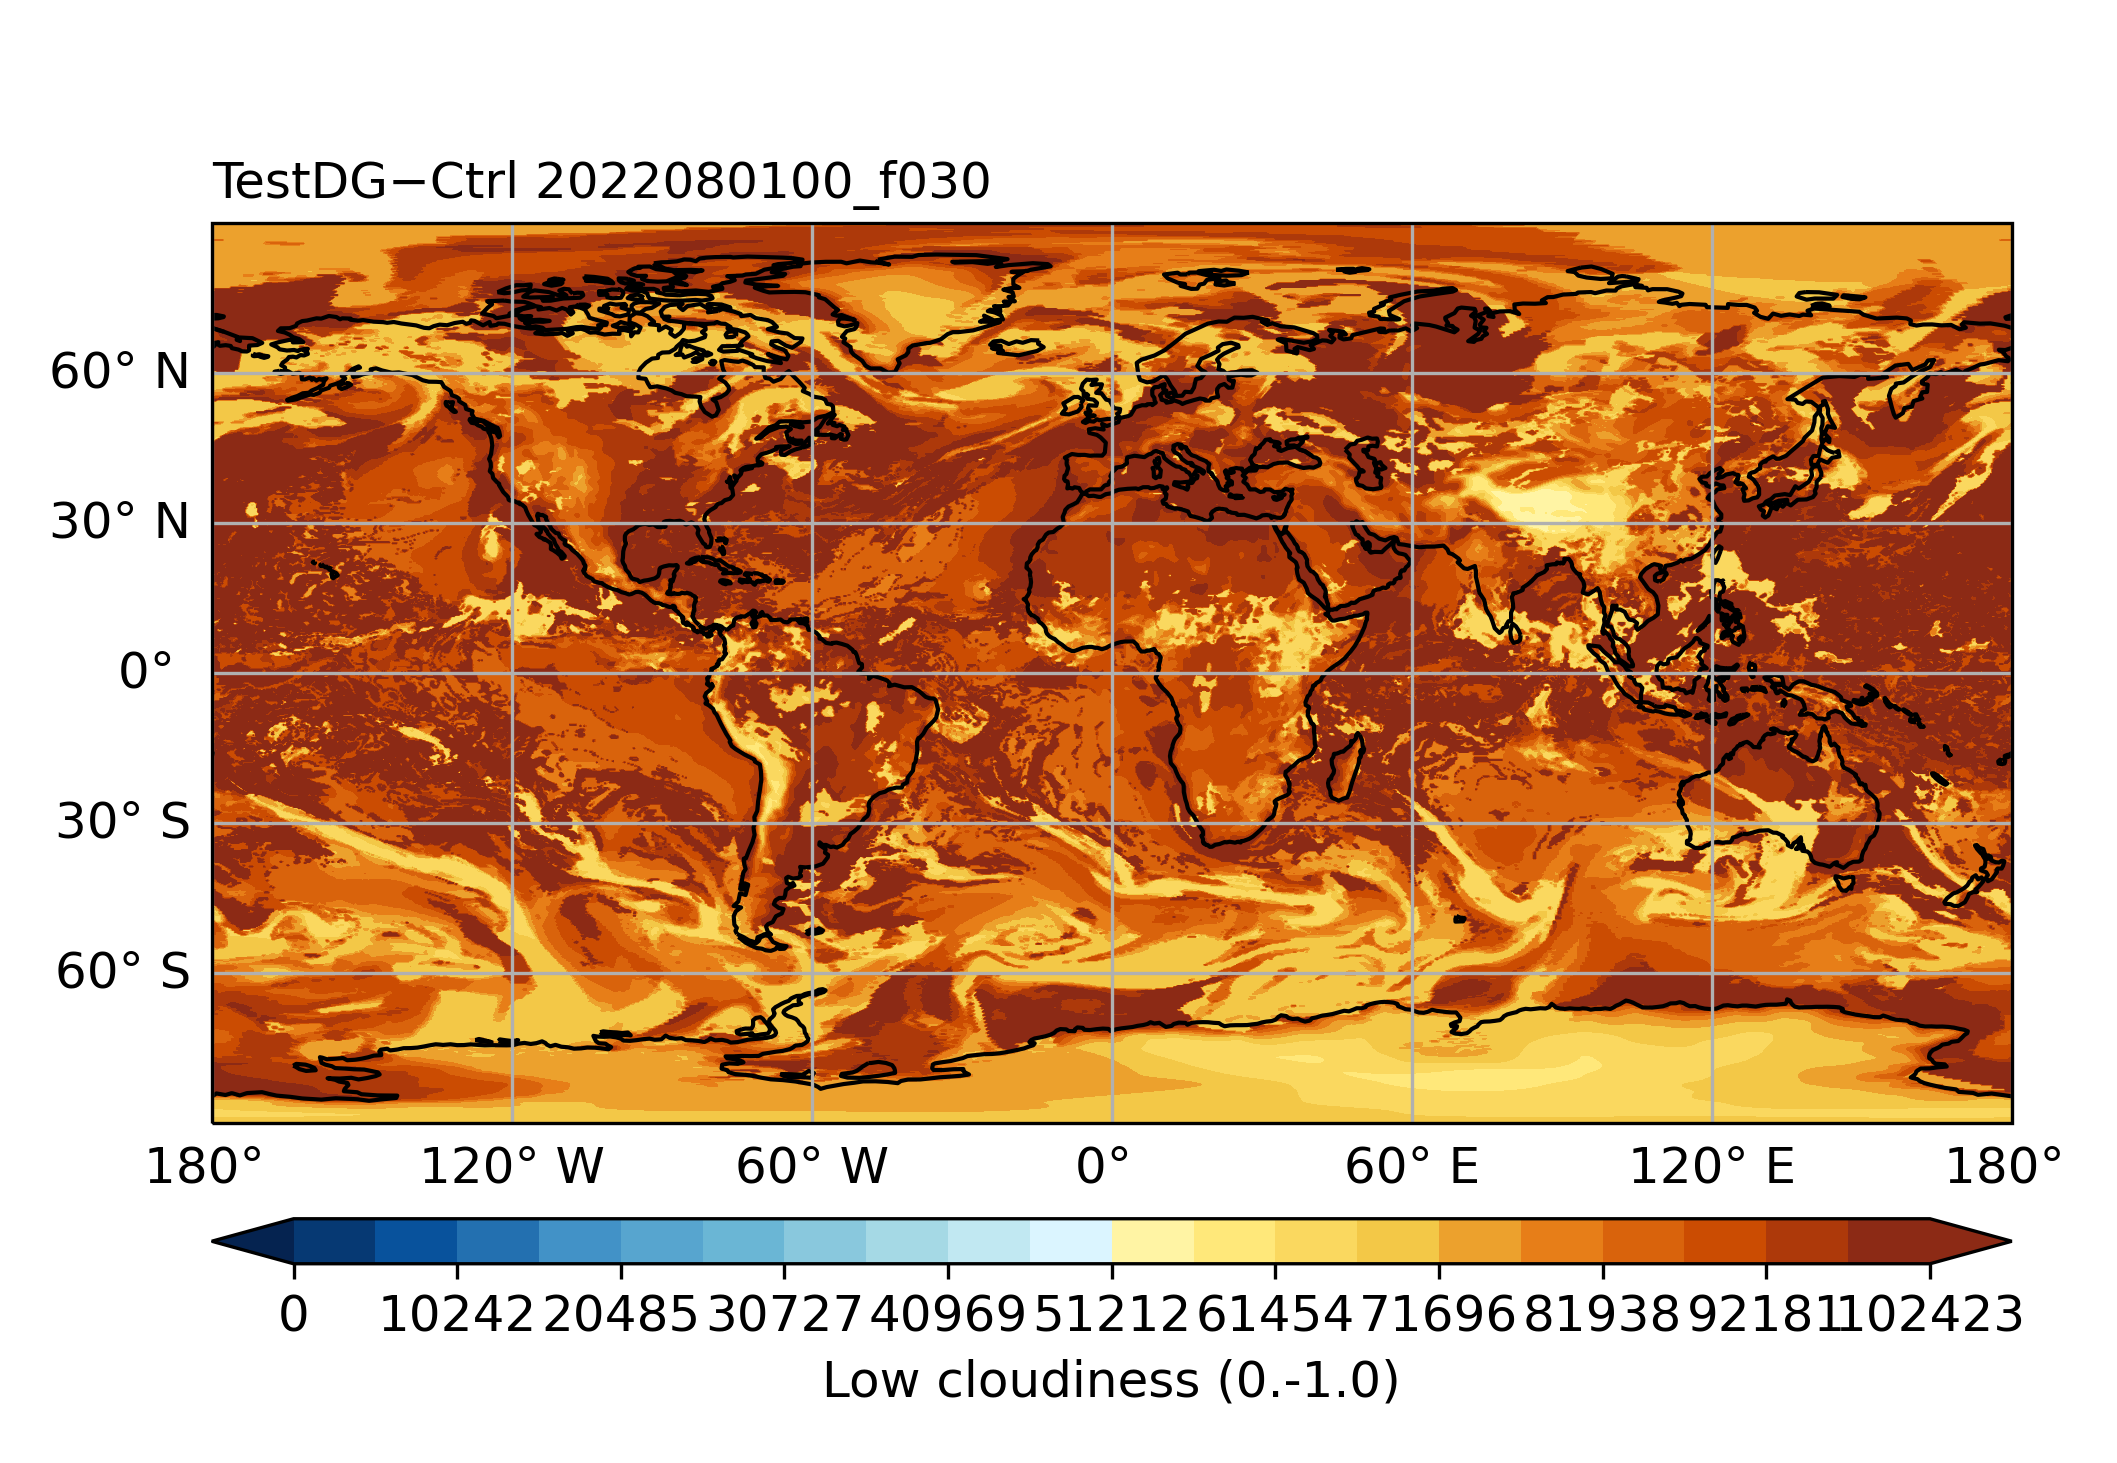 TestDG−Ctrl 2022080100_f030
60° N
30° N
0°
30° S
60° S
180° 120° W 60° W 0° 60° E 120° E 180°
0 10242 20485 30727 40969 51212 61454 71696 81938 92181 102423
Low cloudiness (0.-1.0)